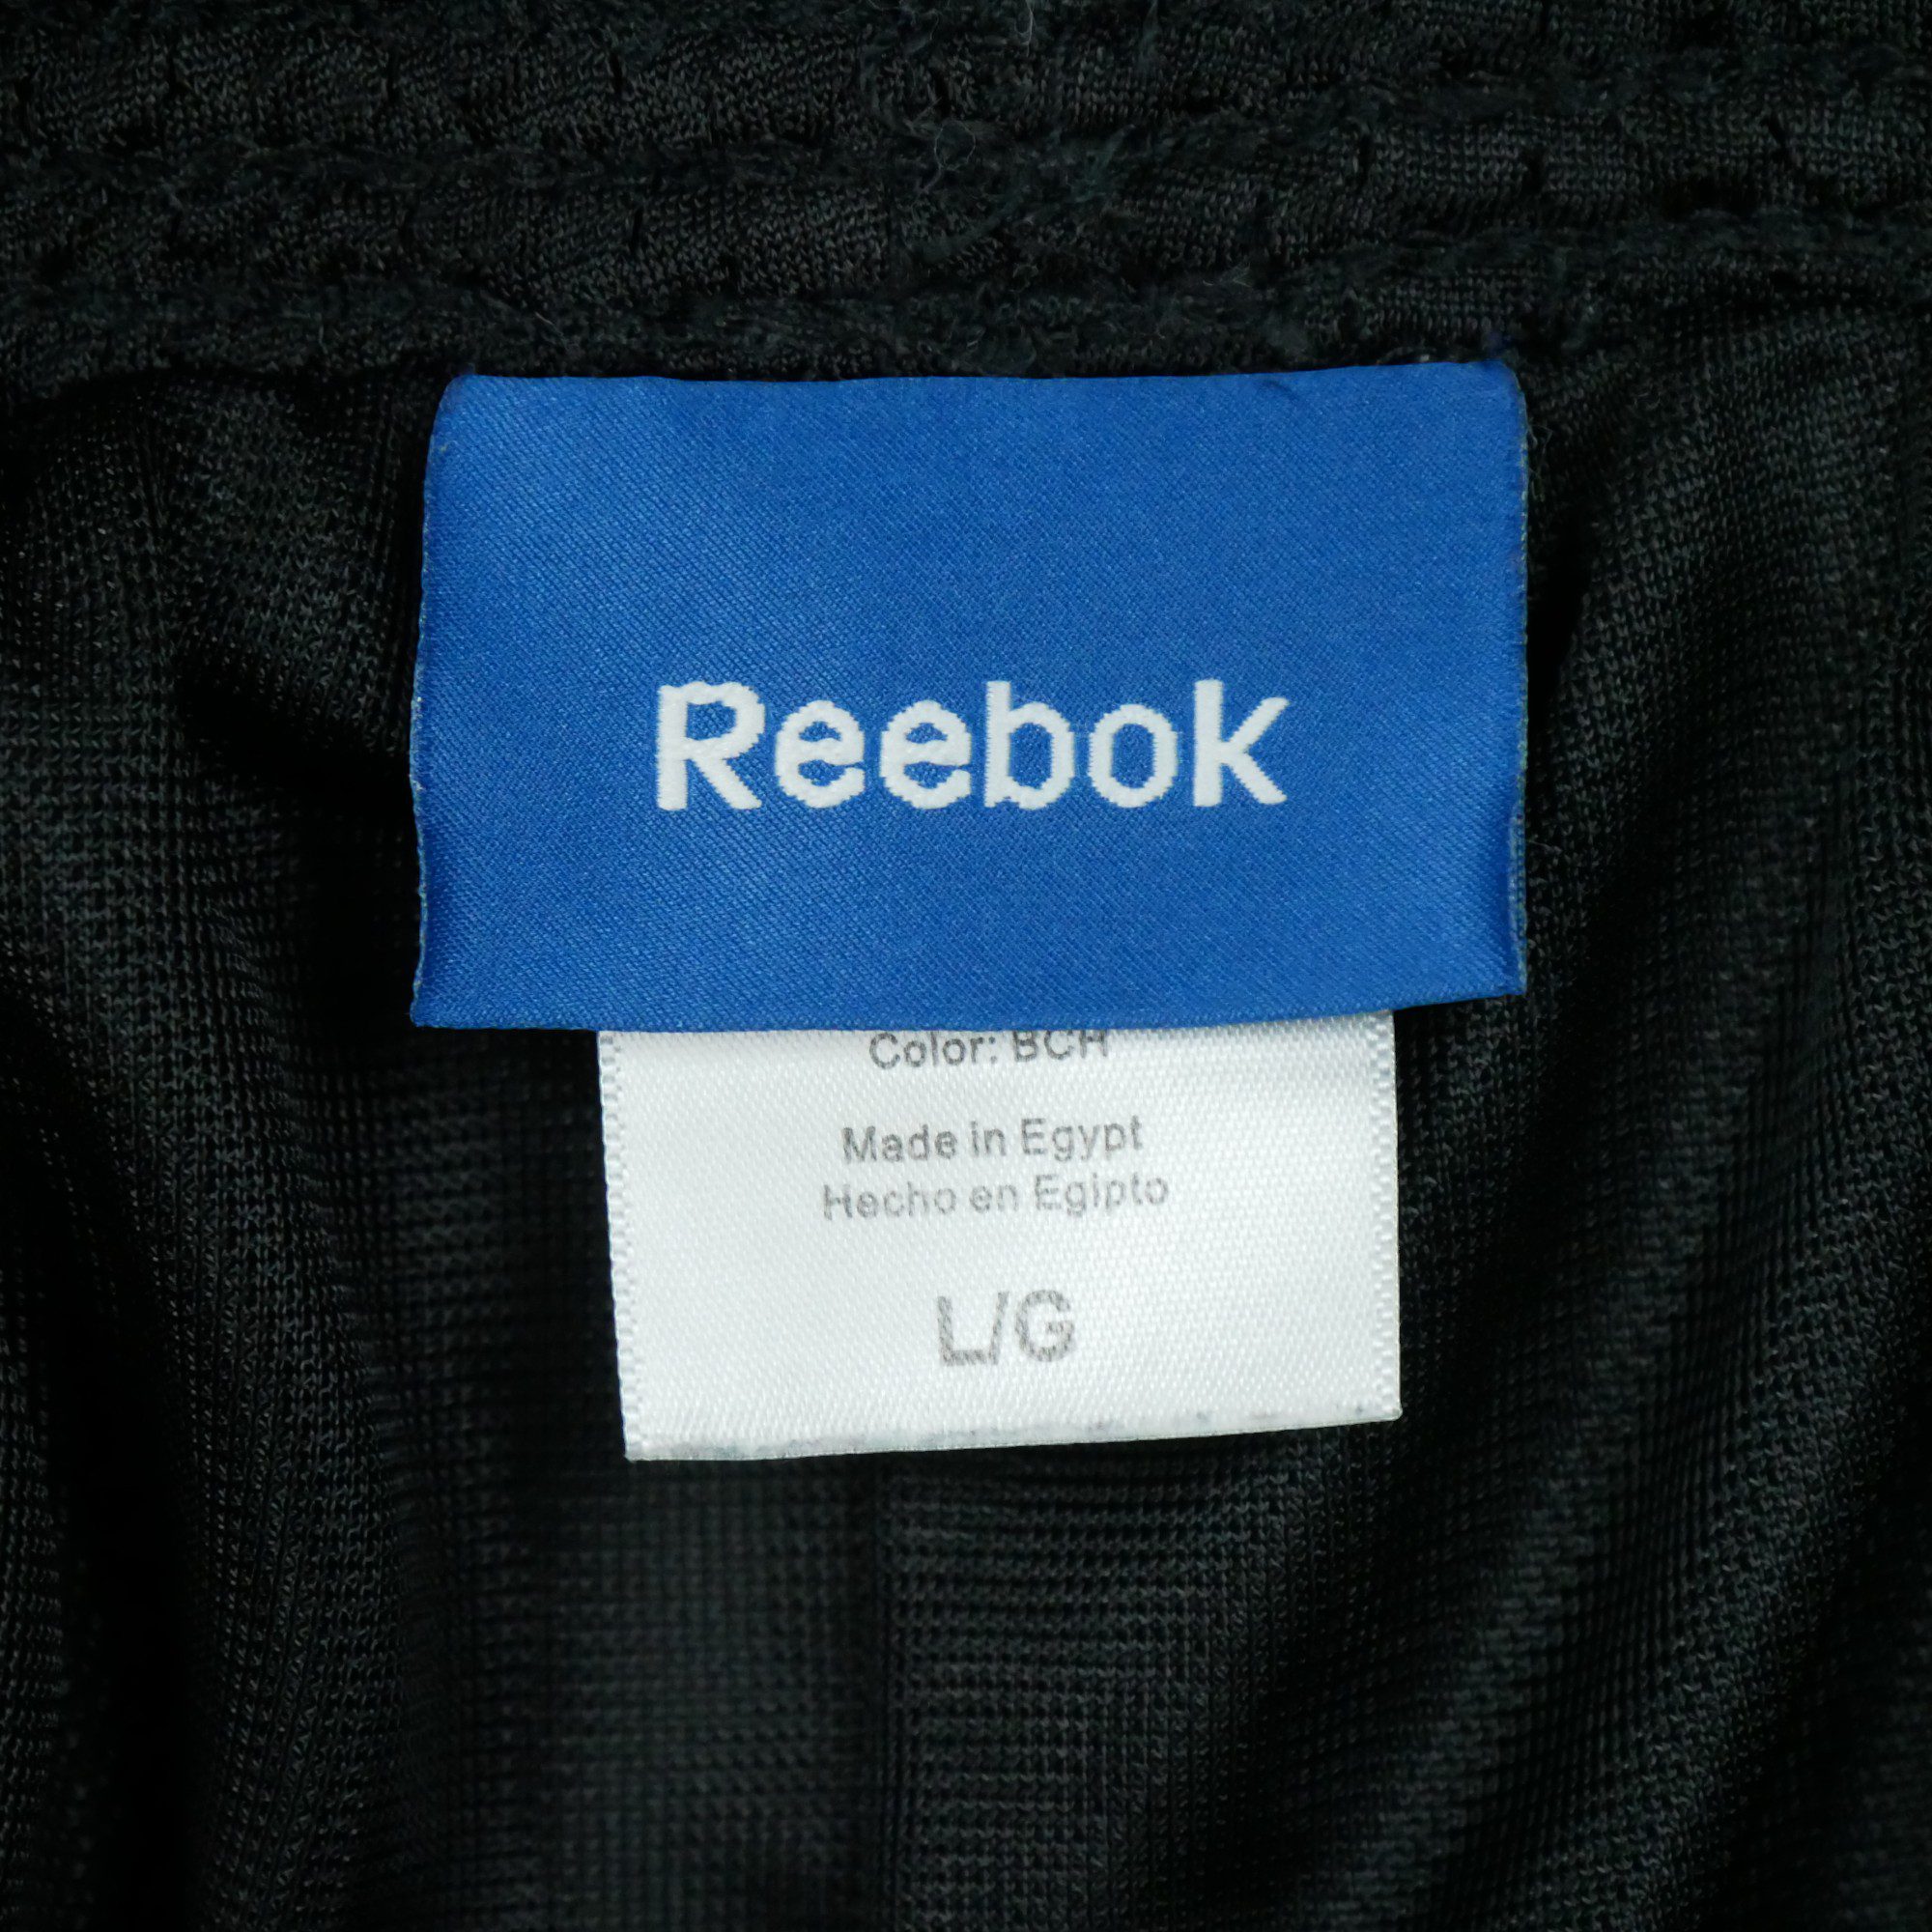 Reebok
Color: BCH
Made in Egypt
Hecho en Egipto
L/G